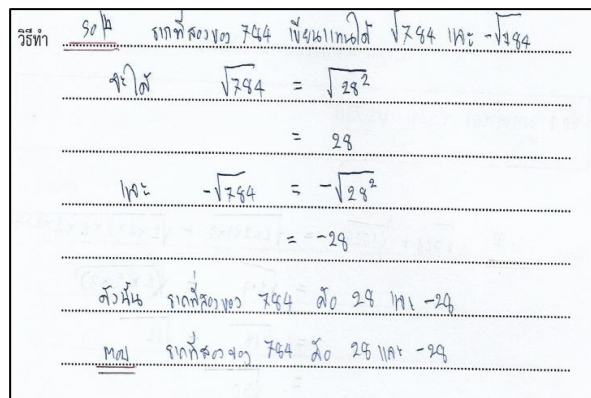 วิธีทำ Soln รากที่สองของ 784 เขียนแทนได้ √784 และ -√784
จะได้ √784 = √28²
= 28
และ -√784 = -√28²
= -28
ดังนั้น รากที่สองของ 784 คือ 28 และ -28
ตอบ รากที่สองของ 784 คือ 28 และ -28